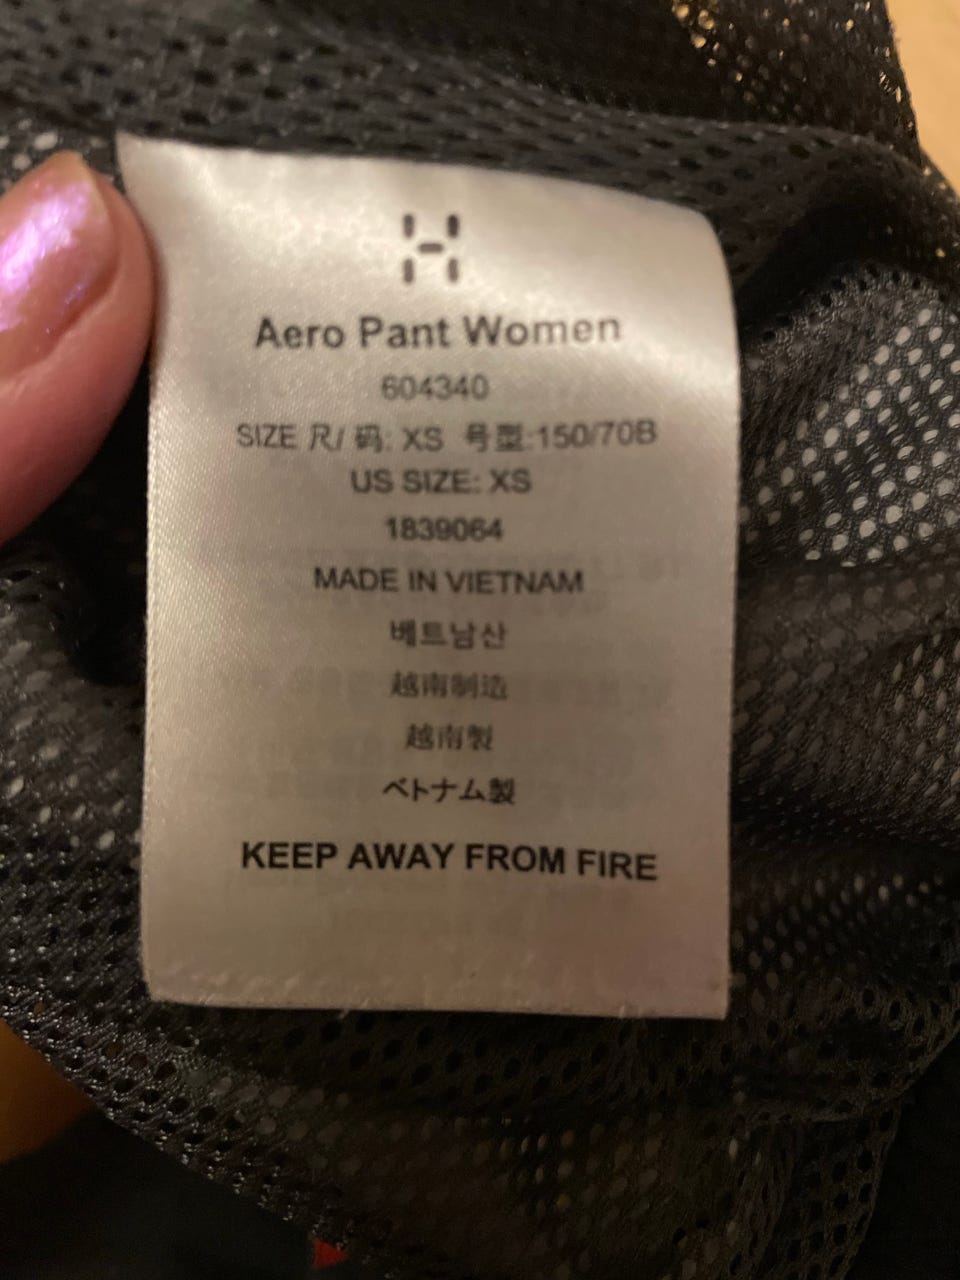 Aero Pant Women
604340
SIZE 尺/ 码: XS 号型:150/70B
US SIZE: XS
1839064
MADE IN VIETNAM
베트남산
越南制造
越南製
ベトナム製
KEEP AWAY FROM FIRE